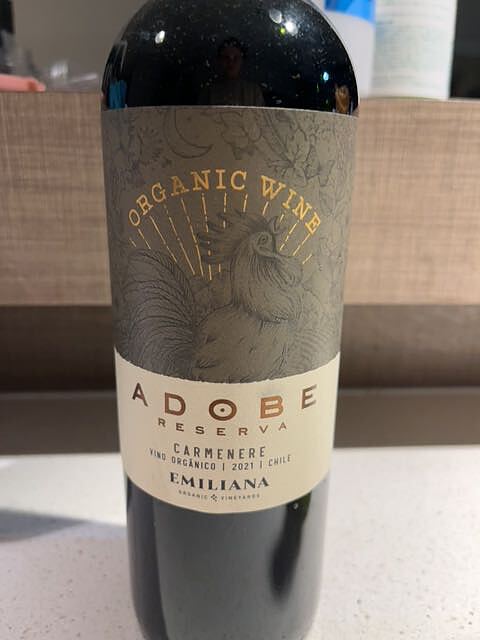 ORGANIC WINE
ADOBE
RESERVA
CARMENERE
VINO ORGÁNICO | 2021 | CHILE
EMILIANA
ORGANIC VINEYARDS